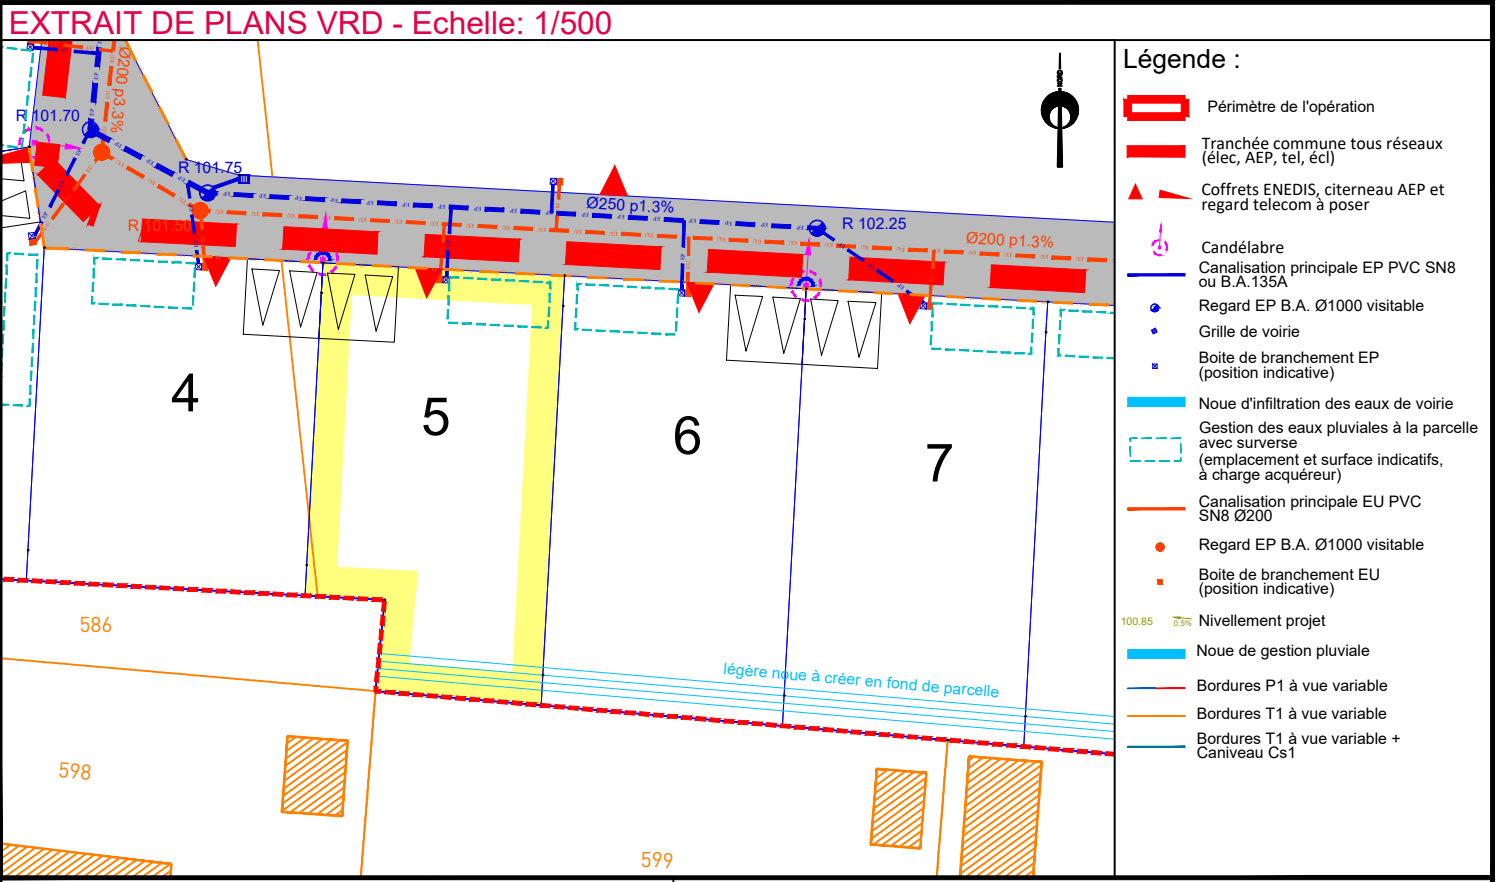 EXTRAIT DE PLANS VRD - Echelle: 1/500
R 101.70
Ø200 p3.3%
R 101.75
R 101.50
Ø250 p1.3%
R 102.25
Ø200 p1.3%
NORD
4
5
6
7
586
598
599
légère noue à créer en fond de parcelle
Légende :
Périmètre de l'opération
Tranchée commune tous réseaux
(élec, AEP, tel, écl)
Coffrets ENEDIS, citerneau AEP et
regard telecom à poser
Candélabre
Canalisation principale EP PVC SN8
ou B.A.135A
Regard EP B.A. Ø1000 visitable
Grille de voirie
Boite de branchement EP
(position indicative)
Noue d'infiltration des eaux de voirie
Gestion des eaux pluviales à la parcelle
avec surverse
(emplacement et surface indicatifs,
à charge acquéreur)
Canalisation principale EU PVC
SN8 Ø200
Regard EP B.A. Ø1000 visitable
Boite de branchement EU
(position indicative)
100.85 0.5% Nivellement projet
Noue de gestion pluviale
Bordures P1 à vue variable
Bordures T1 à vue variable
Bordures T1 à vue variable +
Caniveau Cs1